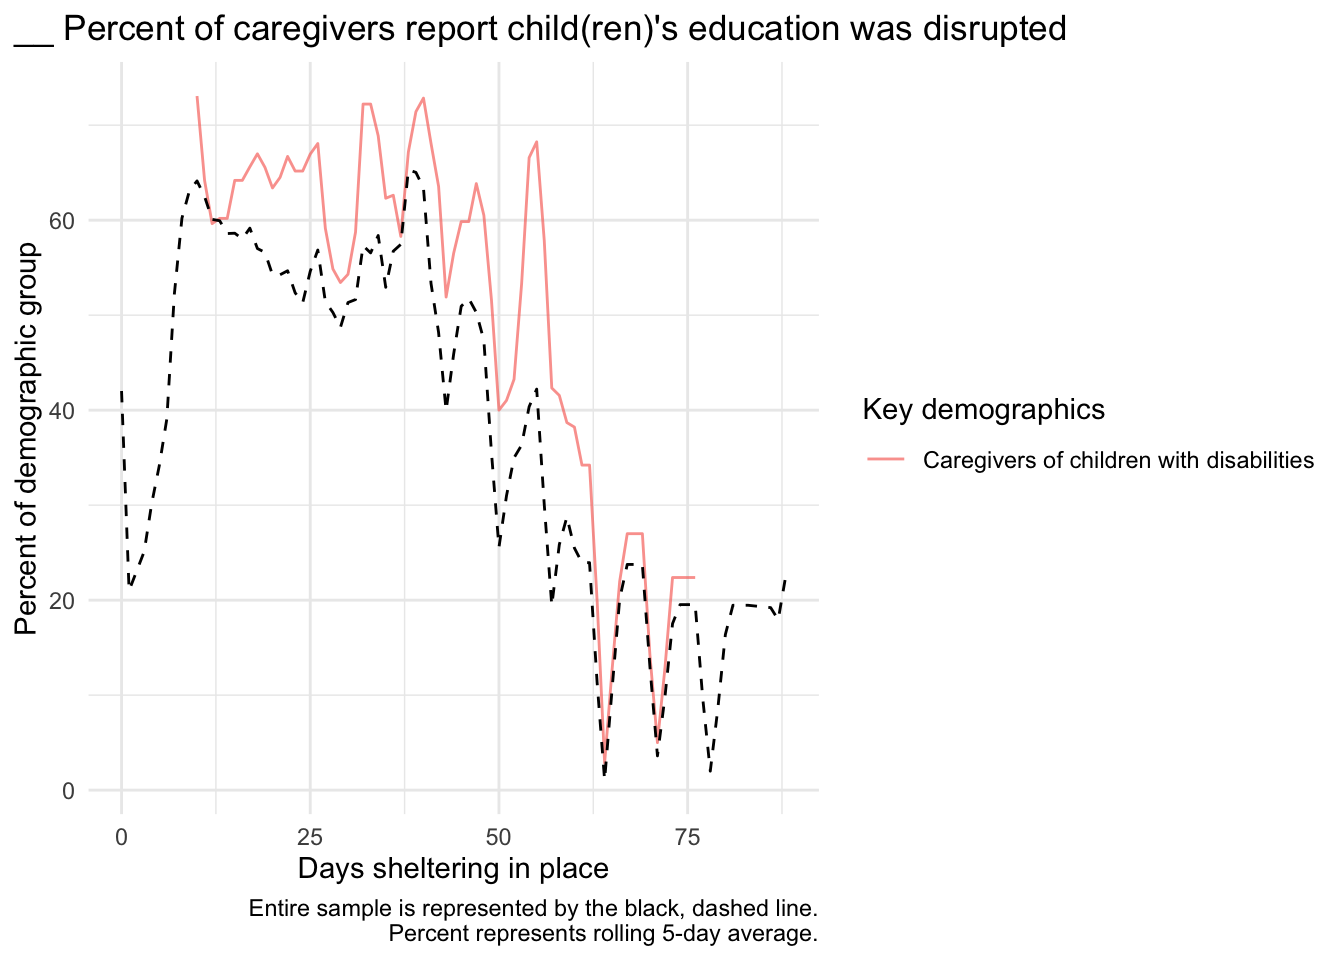 __ Percent of caregivers report child(ren)'s education was disrupted
Percent of demographic group
60
40
20
0
0 25 50 75
Days sheltering in place
Key demographics
Caregivers of children with disabilities
Entire sample is represented by the black, dashed line.
Percent represents rolling 5-day average.